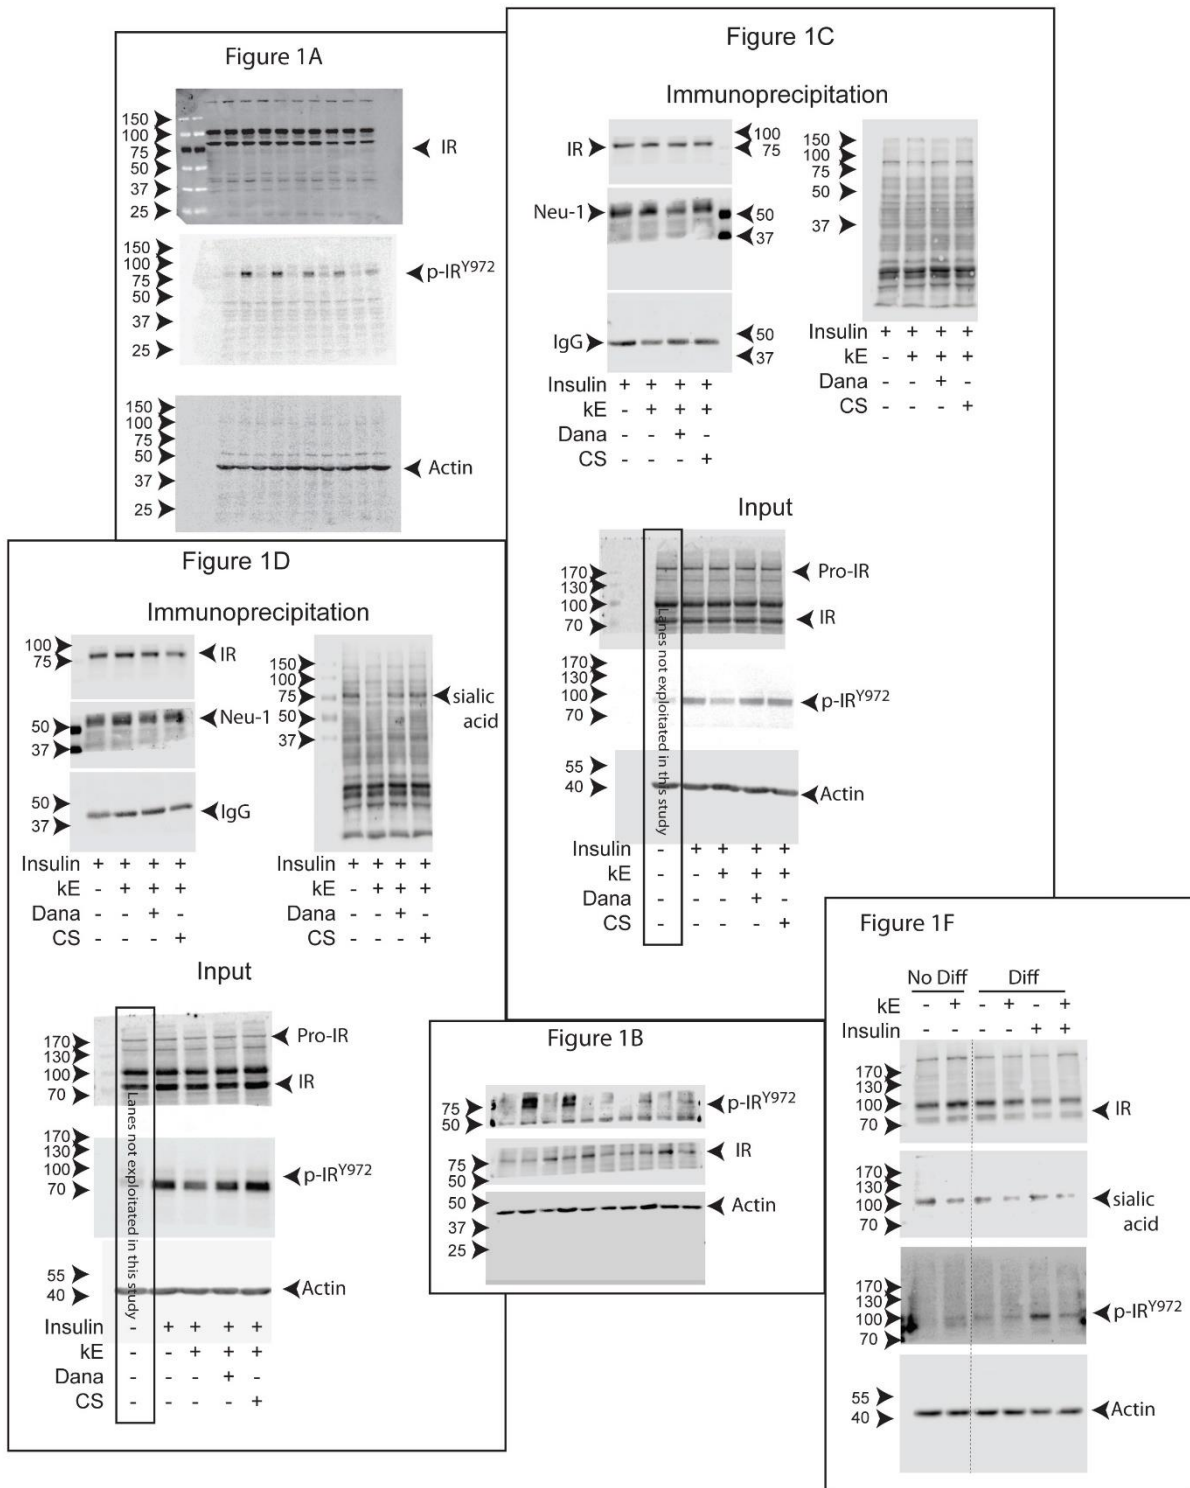 Figure 1A
150
100
75
50
37
25
IR
150
100
75
50
37
25
p-IRY972
150
100
75
50
37
25
Actin
Figure 1C
Immunoprecipitation
IR
100
75
Neu-1
50
37
IgG
50
37
Insulin + + + +
kE - + + +
Dana - - + -
CS - - - +
150
100
75
50
37
Insulin + + + +
kE - + + +
Dana - - + -
CS - - - +
Input
170
130
100
70
Pro-IR
IR
170
130
100
70
p-IRY972
55
40
Actin
Lanes not exploitated in this study
Insulin - + + + +
kE - - + + +
Dana - - - + -
CS - - - - +
Figure 1D
Immunoprecipitation
100
75
IR
50
37
Neu-1
50
37
IgG
Insulin + + + +
kE - + + +
Dana - - + -
CS - - - +
150
100
75
50
37
sialic
acid
Insulin + + + +
kE - + + +
Dana - - + -
CS - - - +
Input
170
130
100
70
Pro-IR
IR
170
130
100
70
p-IRY972
55
40
Actin
Lanes not exploitated in this study
Insulin - + + + +
kE - - + + +
Dana - - - + -
CS - - - - +
Figure 1B
75
50
p-IRY972
75
50
IR
50
37
25
Actin
Figure 1F
No Diff Diff
kE - + - + - +
Insulin - - - - + +
170
130
100
70
IR
170
130
100
70
sialic
acid
170
130
100
70
p-IRY972
55
40
Actin